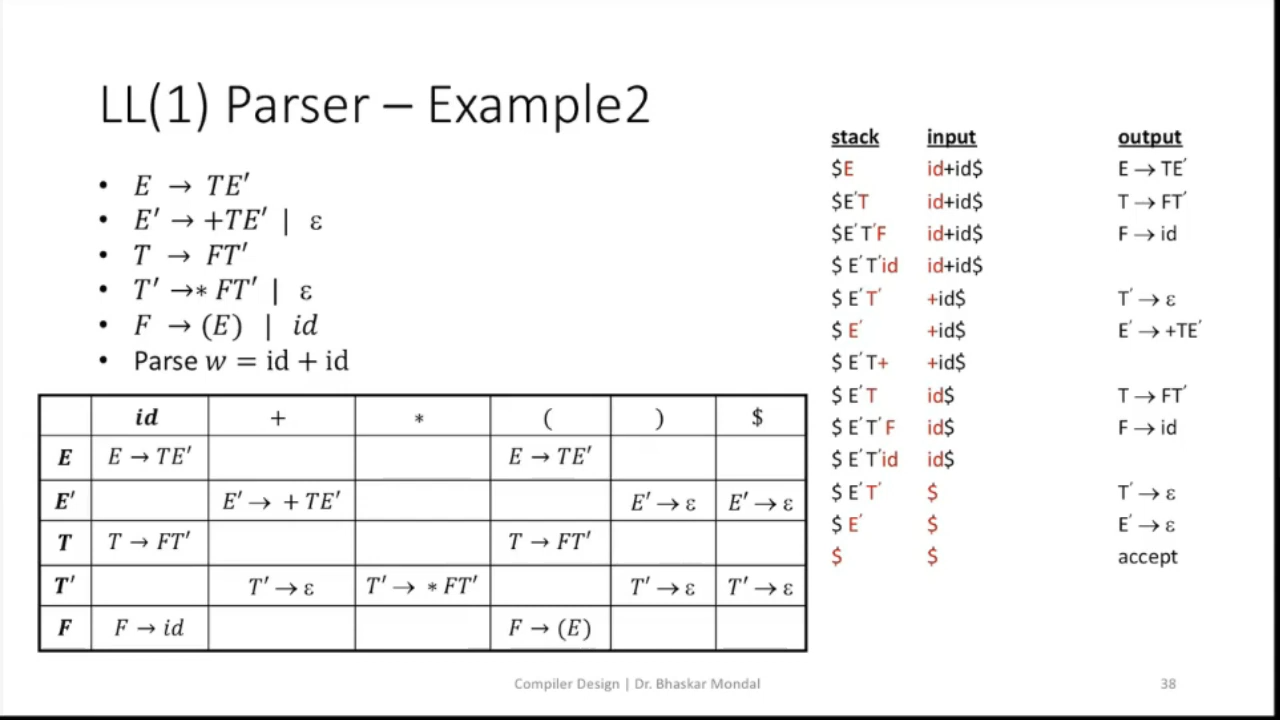 LL(1) Parser – Example2
• E → TE′
• E′ → +TE′ | ε
• T → FT′
• T′ →∗ FT′ | ε
• F → (E) | id
• Parse w = id + id
id + ∗ ( ) $
E E → TE′ E → TE′
E′ E′ → + TE′ E′ → ε E′ → ε
T T → FT′ T → FT′
T′ T′ → ε T′ → ∗ FT′ T′ → ε T′ → ε
F F → id F → (E)
stack input output
$E id+id$ E → TE′
$E′T id+id$ T → FT′
$E′T′F id+id$ F → id
$ E′T′id id+id$
$ E′T′ +id$ T′ → ε
$ E′ +id$ E′ → +TE′
$ E′T+ +id$
$ E′T id$ T → FT′
$ E′T′F id$ F → id
$ E′T′id id$
$ E′T′ $ T′ → ε
$ E′ $ E′ → ε
$ $ accept
Compiler Design | Dr. Bhaskar Mondal
38